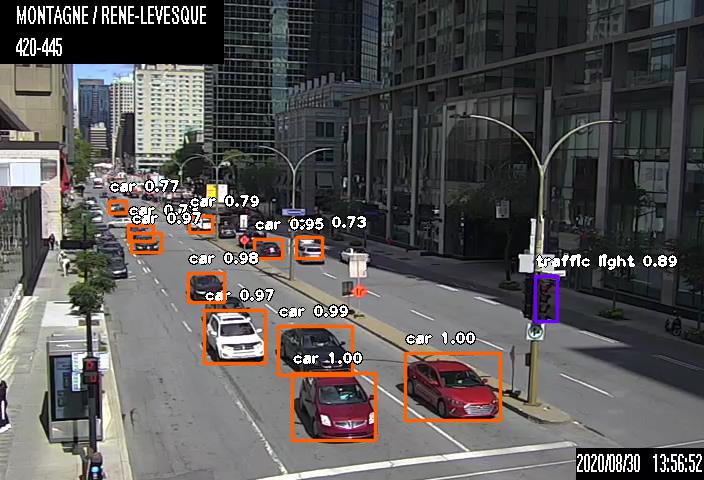 MONTAGNE / RENE-LEVESQUE
420-445
car 0.77
car 0.79
car 0.97
car 0.95
0.73
car 0.98
traffic light 0.89
car 0.97
car 0.99
car 1.00
car 1.00
2020/08/30 13:56:52